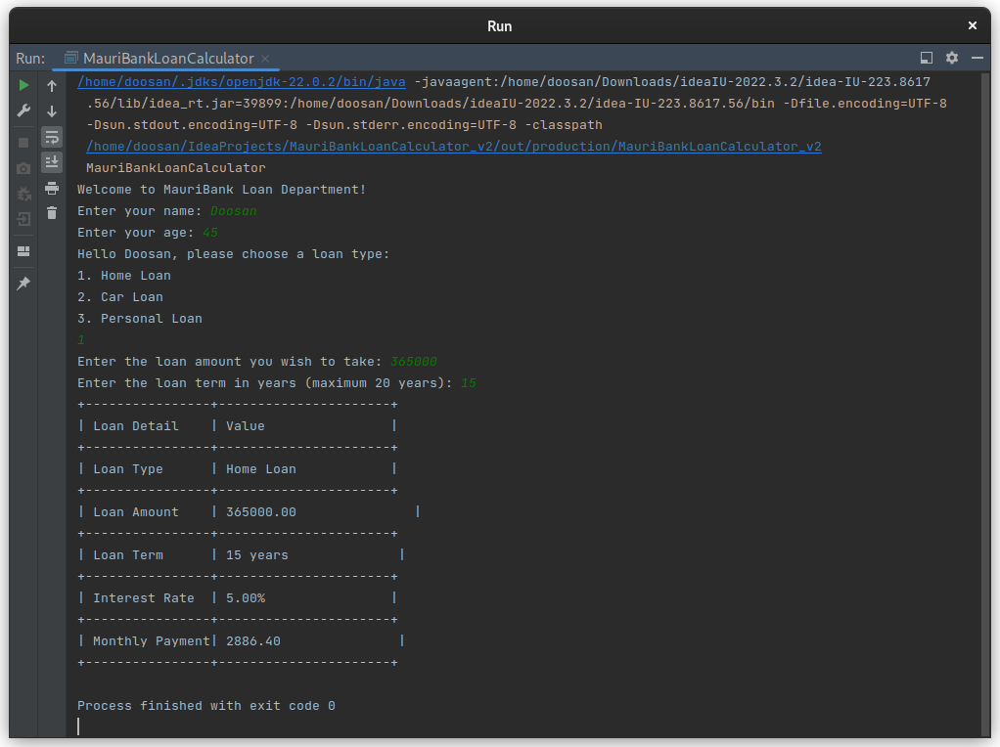 Run
Run: MauriBankLoanCalculator
/home/doosan/.jdks/openjdk-22.0.2/bin/java -javaagent:/home/doosan/Downloads/ideaIU-2022.3.2/idea-IU-223.8617
.56/lib/idea_rt.jar=39899:/home/doosan/Downloads/ideaIU-2022.3.2/idea-IU-223.8617.56/bin -Dfile.encoding=UTF-8
-Dsun.stdout.encoding=UTF-8 -Dsun.stderr.encoding=UTF-8 -classpath
/home/doosan/IdeaProjects/MauriBankLoanCalculator_v2/out/production/MauriBankLoanCalculator_v2
MauriBankLoanCalculator
Welcome to MauriBank Loan Department!
Enter your name: Doosan
Enter your age: 45
Hello Doosan, please choose a loan type:
1. Home Loan
2. Car Loan
3. Personal Loan
1
Enter the loan amount you wish to take: 365000
Enter the loan term in years (maximum 20 years): 15
+----------------+----------------------+
| Loan Detail    | Value                |
+----------------+----------------------+
| Loan Type      | Home Loan            |
+----------------+----------------------+
| Loan Amount    | 365000.00               |
+----------------+----------------------+
| Loan Term      | 15 years              |
+----------------+----------------------+
| Interest Rate  | 5.00%                |
+----------------+----------------------+
| Monthly Payment| 2886.40               |
+----------------+----------------------+
Process finished with exit code 0